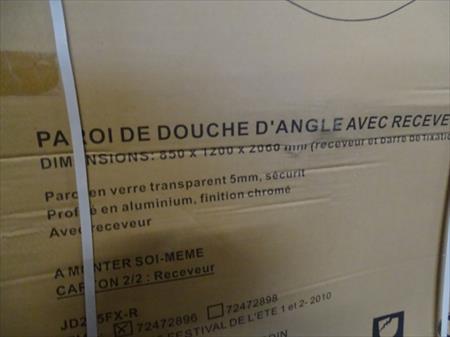 PAROI DE DOUCHE D'ANGLE AVEC RECEVE
DIMENSIONS: 850 x 1200 x 2060 mm (receveur et barre de fixatio
Paroi en verre transparent 5mm, sécurit
Profilé en aluminium, finition chromé
Avec receveur
A MONTER SOI-MEME
CARTON 2/2 : Receveur
72472896 72472898
FESTIVAL DE L'ETE 1 et 2- 2010